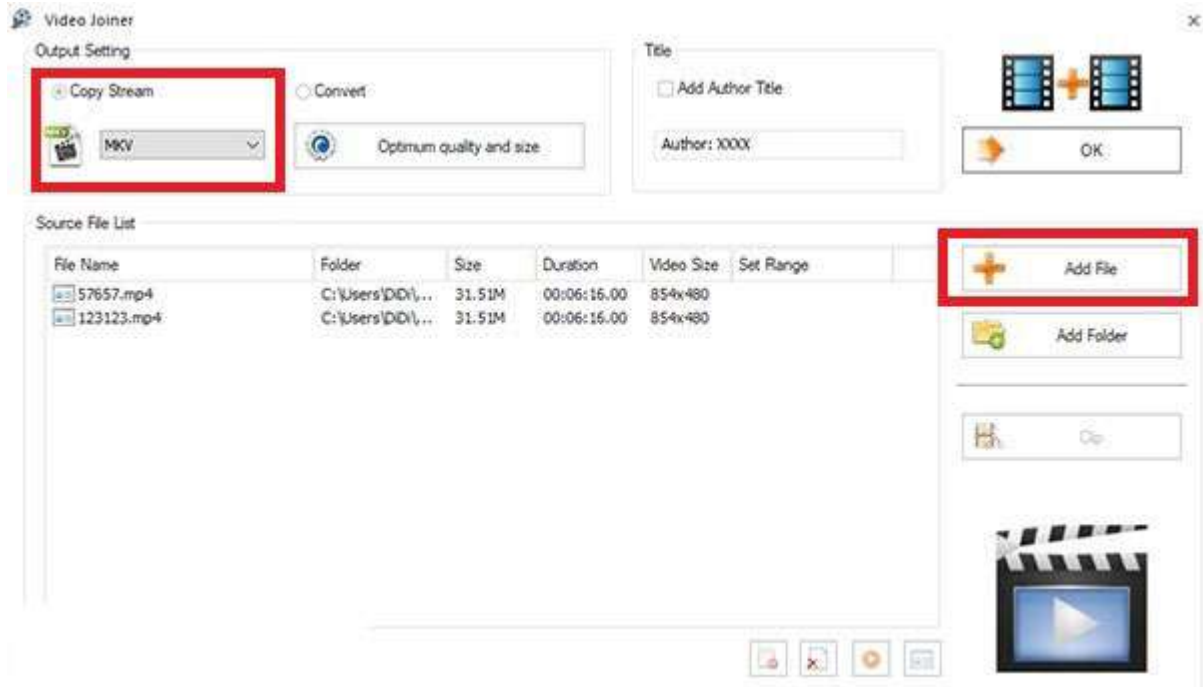 Video Joiner
Output Setting
Copy Stream
Convert
MKV
Optimum quality and size
Title
Add Author Title
Author: XXXX
OK
Source File List
File Name Folder Size Duration Video Size Set Range
57657.mp4 C:\Users\DiDi\,... 31.51M 00:06:16.00 854x480
123123.mp4 C:\Users\DiDi\,... 31.51M 00:06:16.00 854x480
Add File
Add Folder
Clip